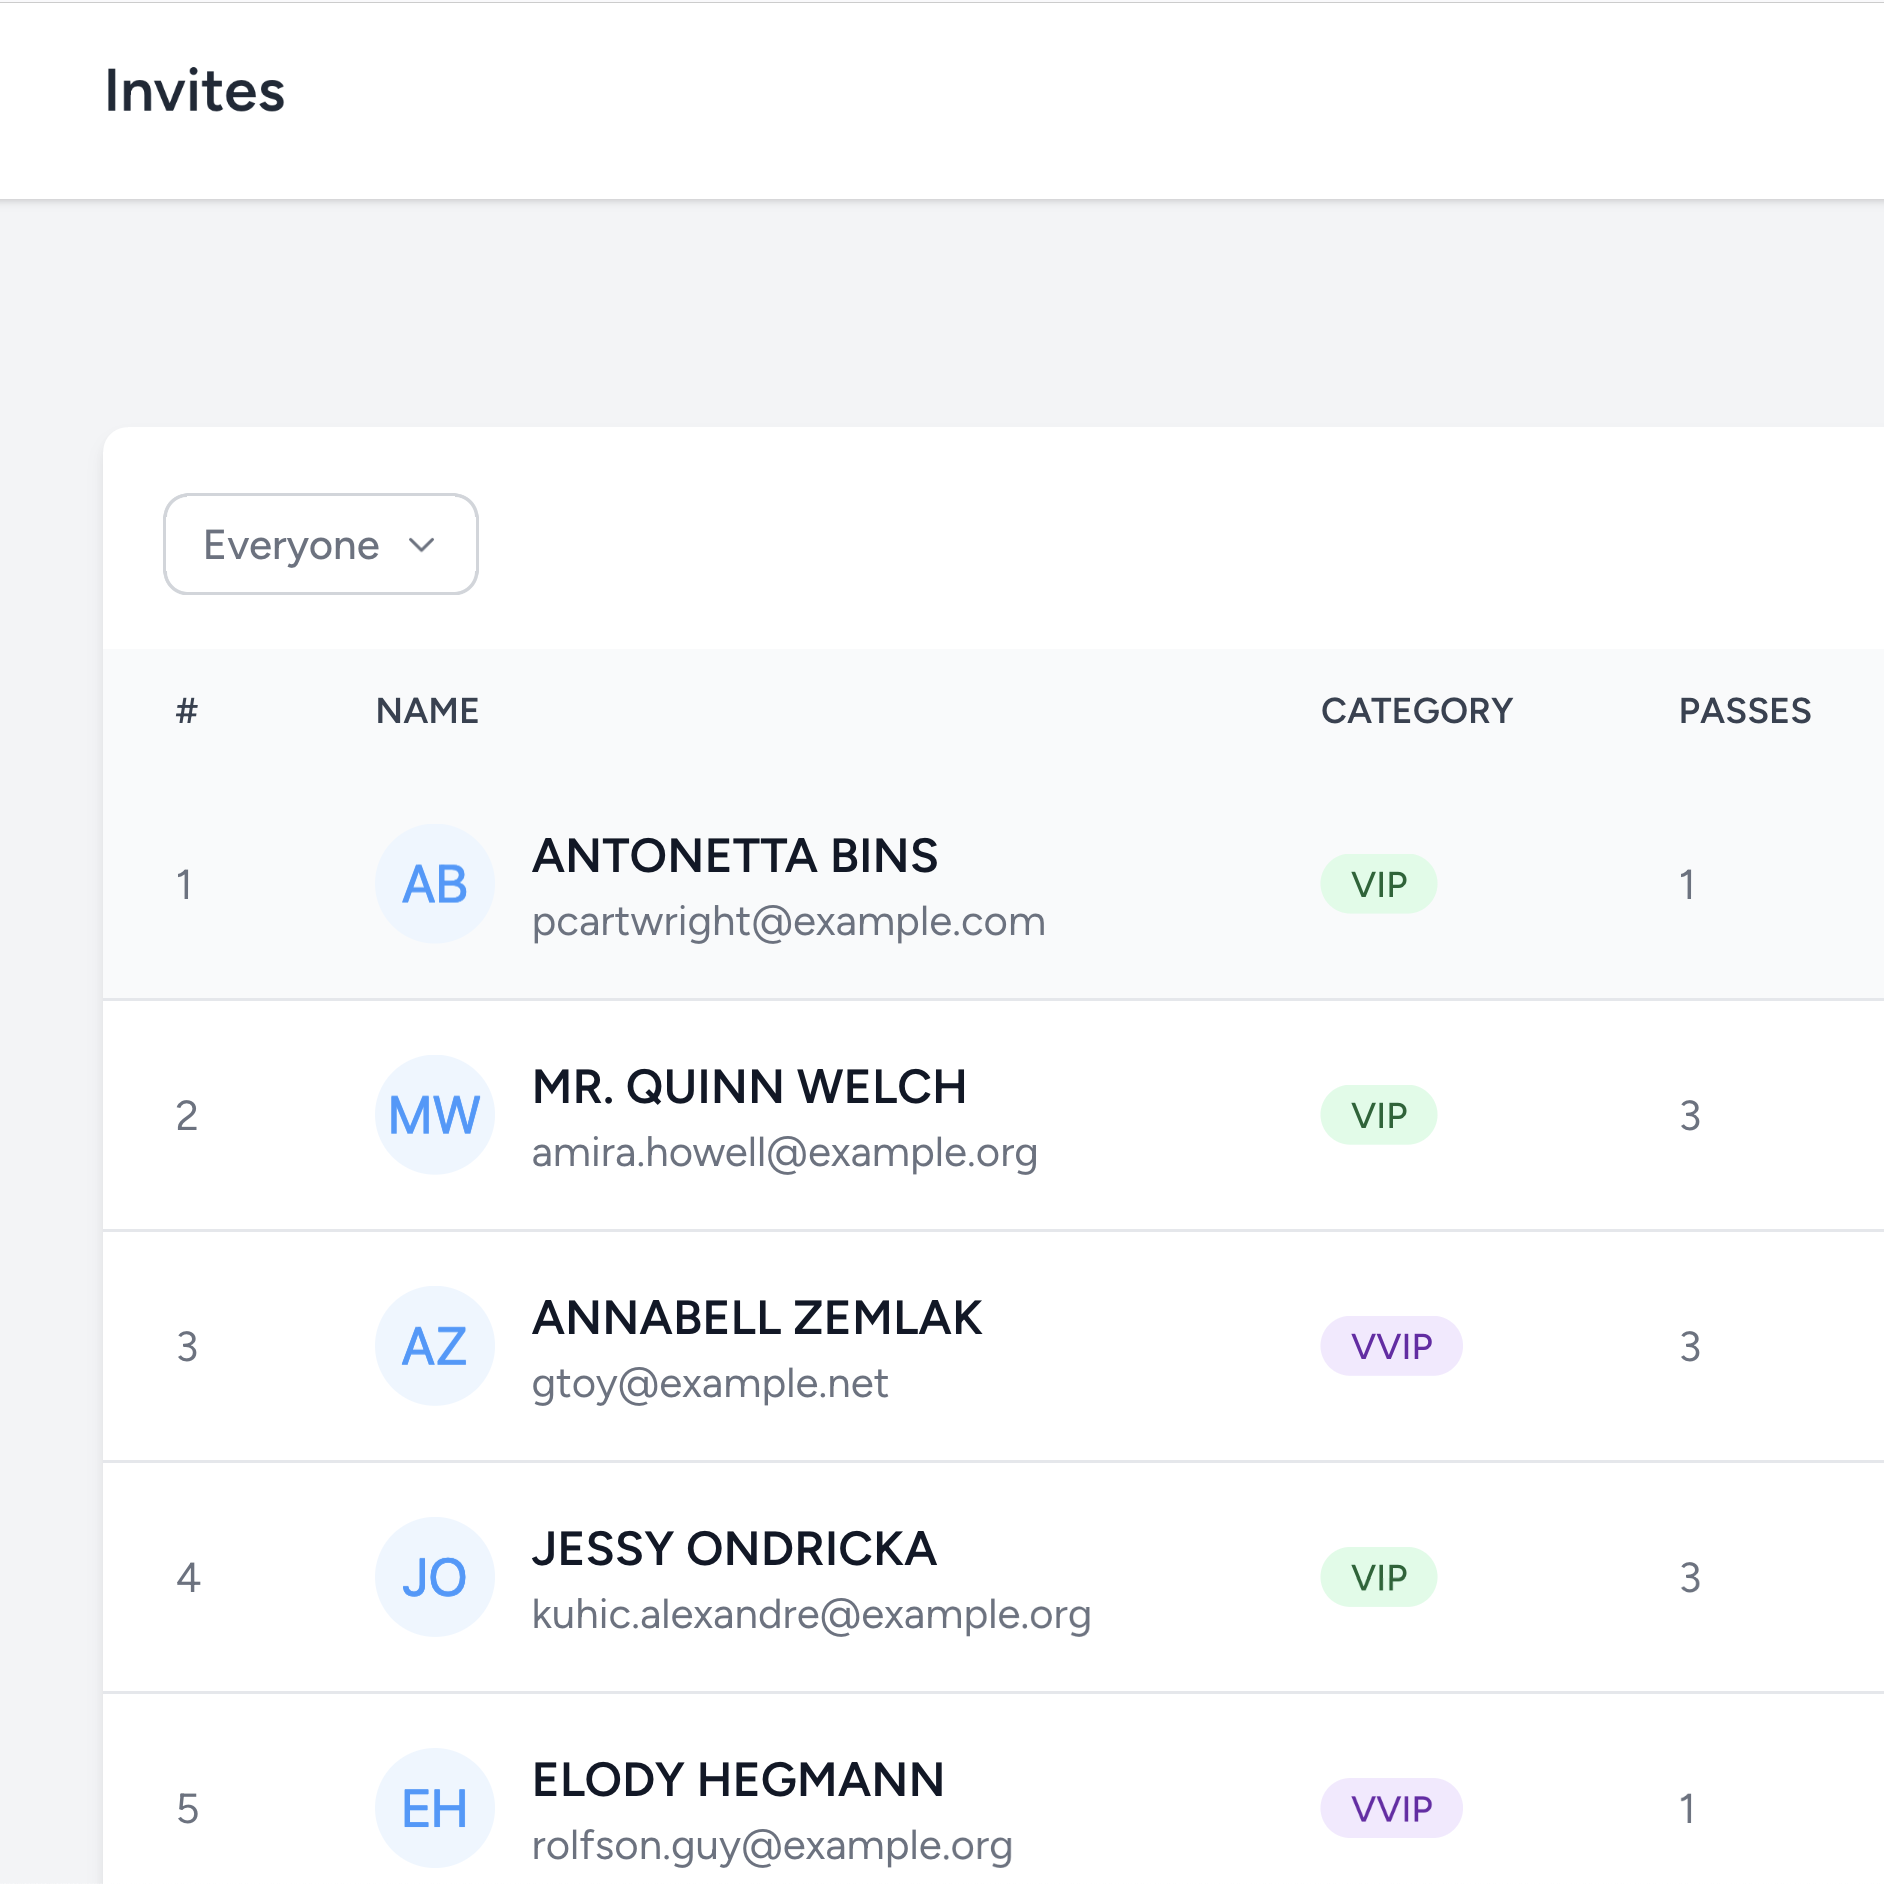 Invites
Everyone
# NAME CATEGORY PASSES
1 AB ANTONETTA BINS VIP 1
pcartwright@example.com
2 MW MR. QUINN WELCH VIP 3
amira.howell@example.org
3 AZ ANNABELL ZEMLAK VVIP 3
gtoy@example.net
4 JO JESSY ONDRICKA VIP 3
kuhic.alexandre@example.org
5 EH ELODY HEGMANN VVIP 1
rolfson.guy@example.org